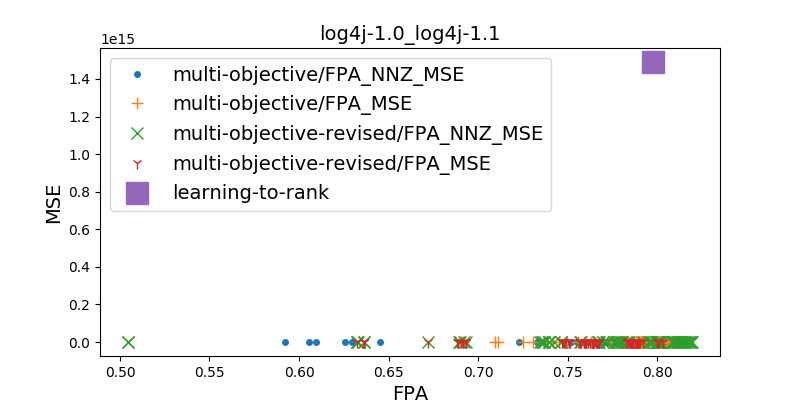 log4j-1.0_log4j-1.1
1e15
multi-objective/FPA_NNZ_MSE
multi-objective/FPA_MSE
multi-objective-revised/FPA_NNZ_MSE
multi-objective-revised/FPA_MSE
learning-to-rank
MSE
1.4
1.2
1.0
0.8
0.6
0.4
0.2
0.0
0.50 0.55 0.60 0.65 0.70 0.75 0.80
FPA